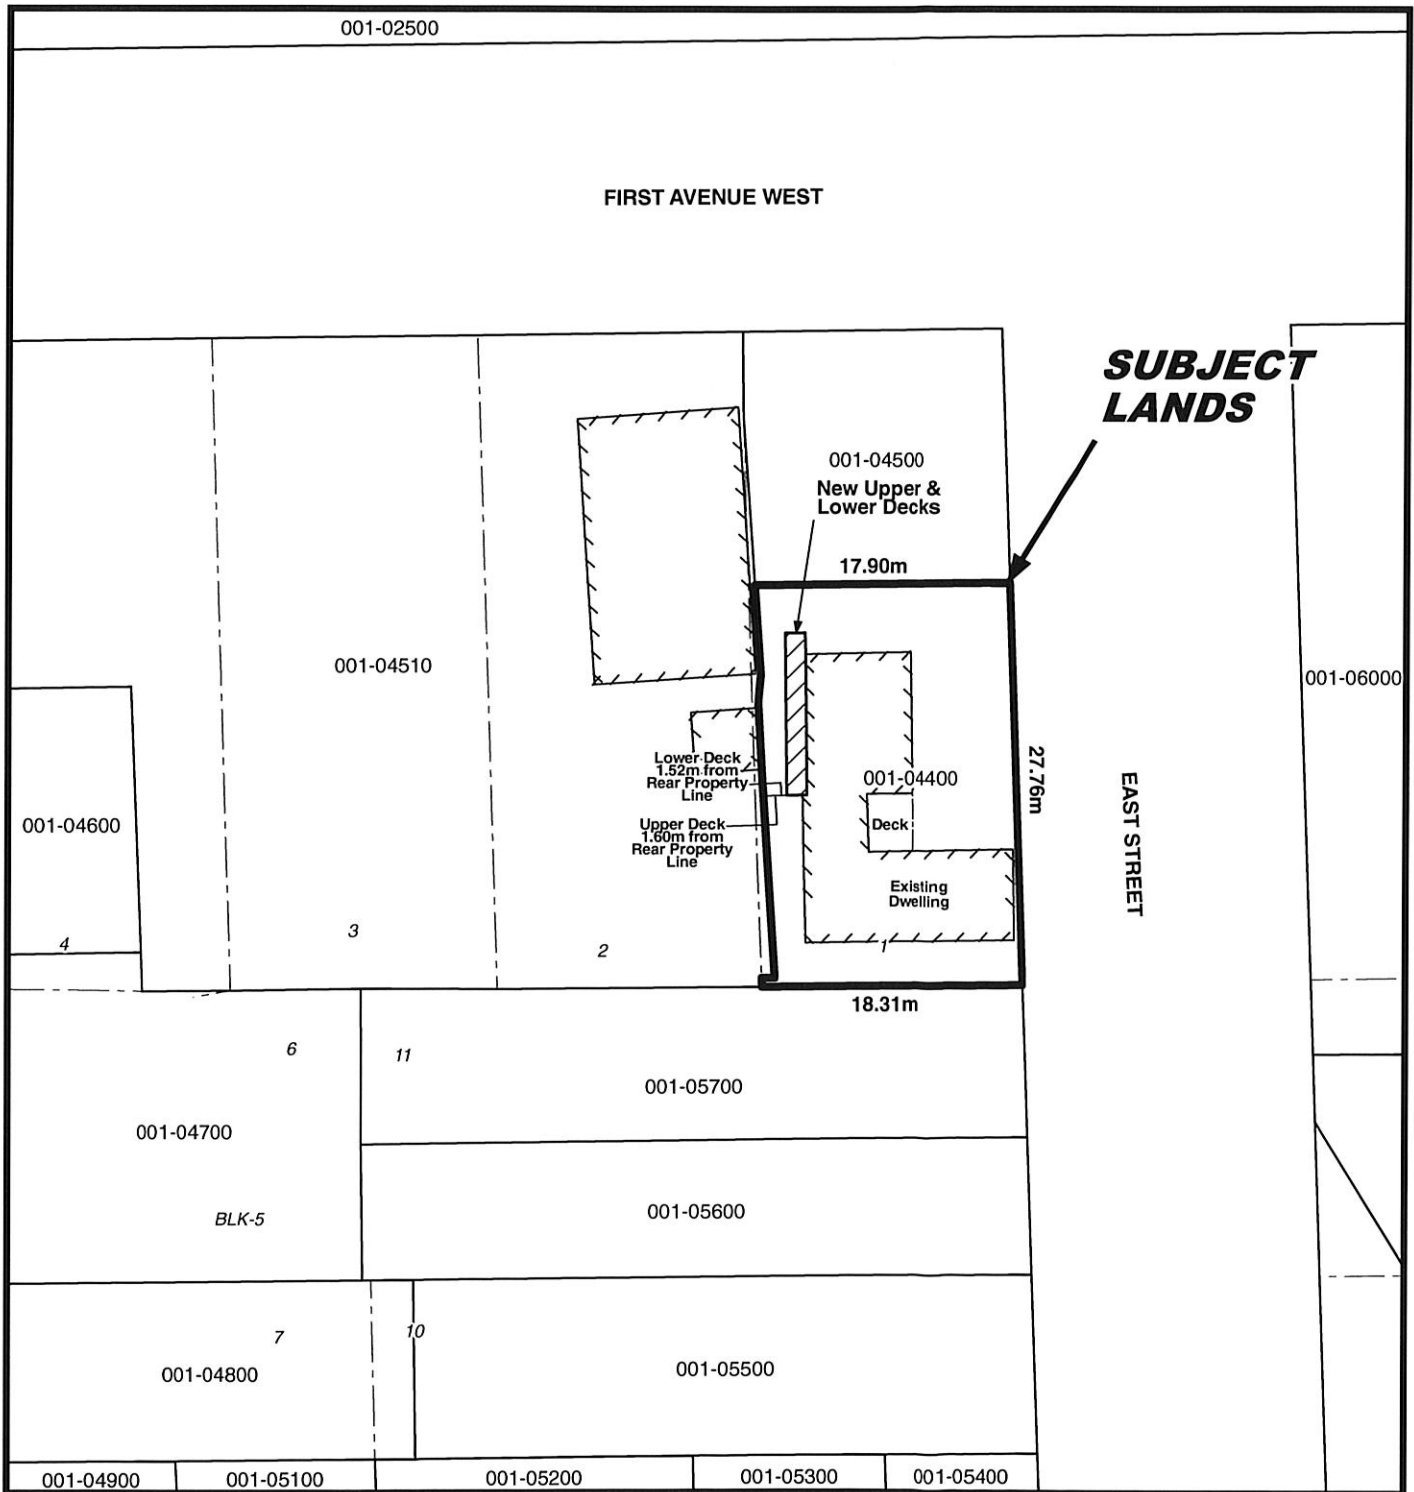 001-02500
FIRST AVENUE WEST
SUBJECT
LANDS
001-04500
New Upper &
Lower Decks
17.90m
001-04510
001-06000
27.76m
EAST STREET
Lower Deck
1.52m from
Rear Property
Line
001-04400
Deck
Upper Deck
1.60m from
Rear Property
Line
001-04600
Existing
Dwelling
4
3
2
1
18.31m
6
11
001-05700
001-04700
001-05600
BLK-5
7
10
001-04800
001-05500
001-04900
001-05100
001-05200
001-05300
001-05400